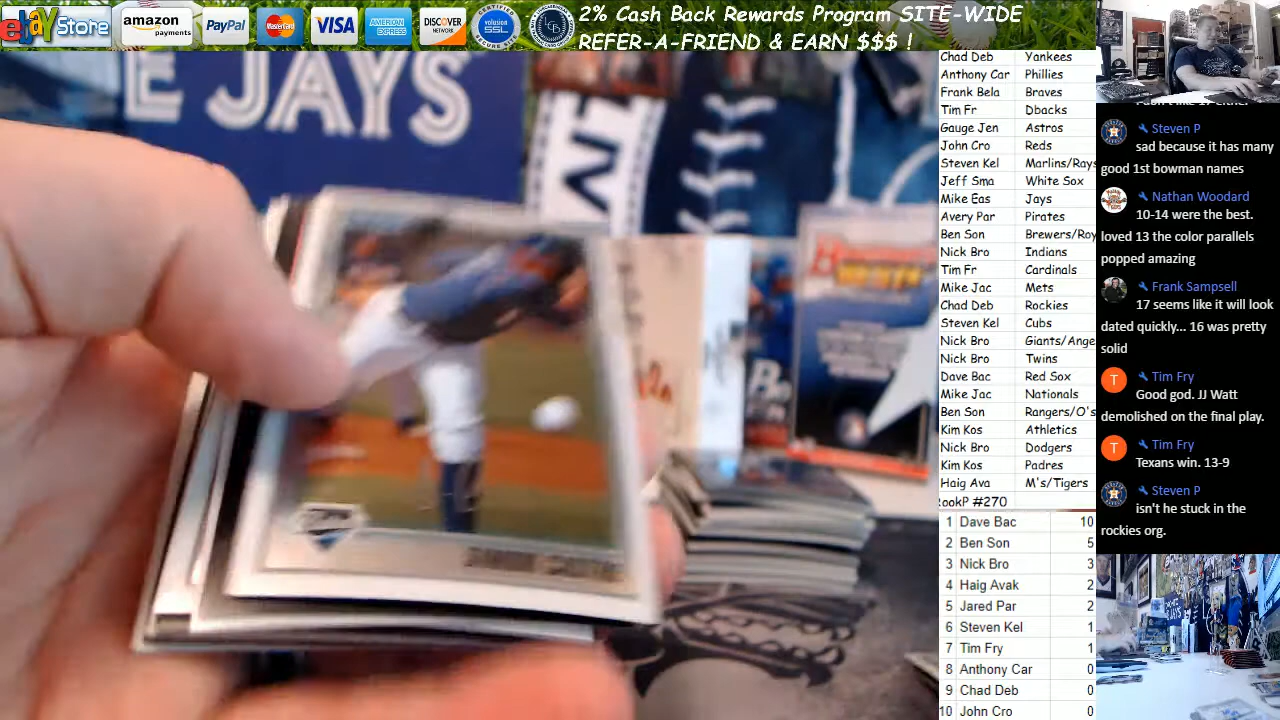 ebay Store
amazon
payments
PayPal
MasterCard
VISA
AMERICAN
EXPRESS
DISCOVER
NETWORK
CERTIFIED
volusion
SSL
SECURE SITE
2% Cash Back Rewards Program SITE-WIDE
REFER-A-FRIEND & EARN $$$ !
E JAYS
Chad Deb Yankees
Anthony Car Phillies
Frank Bela Braves
Tim Fr Dbacks
Gauge Jen Astros
John Cro Reds
Steven Kel Marlins/Rays
Jeff Sma White Sox
Mike Eas Jays
Avery Par Pirates
Ben Son Brewers/Roy
Nick Bro Indians
Tim Fr Cardinals
Mike Jac Mets
Chad Deb Rockies
Steven Kel Cubs
Nick Bro Giants/Ange
Nick Bro Twins
Dave Bac Red Sox
Mike Jac Nationals
Ben Son Rangers/O's
Kim Kos Athletics
Nick Bro Dodgers
Kim Kos Padres
Haig Ava M's/Tigers
RookP #270
1 Dave Bac 10
2 Ben Son 5
3 Nick Bro 3
4 Haig Avak 2
5 Jared Par 2
6 Steven Kel 1
7 Tim Fry 1
8 Anthony Car 0
9 Chad Deb 0
10 John Cro 0
Steven P
sad because it has many
good 1st bowman names
Nathan Woodard
10-14 were the best.
loved 13 the color parallels
popped amazing
Frank Sampsell
17 seems like it will look
dated quickly... 16 was pretty
solid
T Tim Fry
Good god. JJ Watt
demolished on the final play.
T Tim Fry
Texans win. 13-9
Steven P
isn't he stuck in the
rockies org.